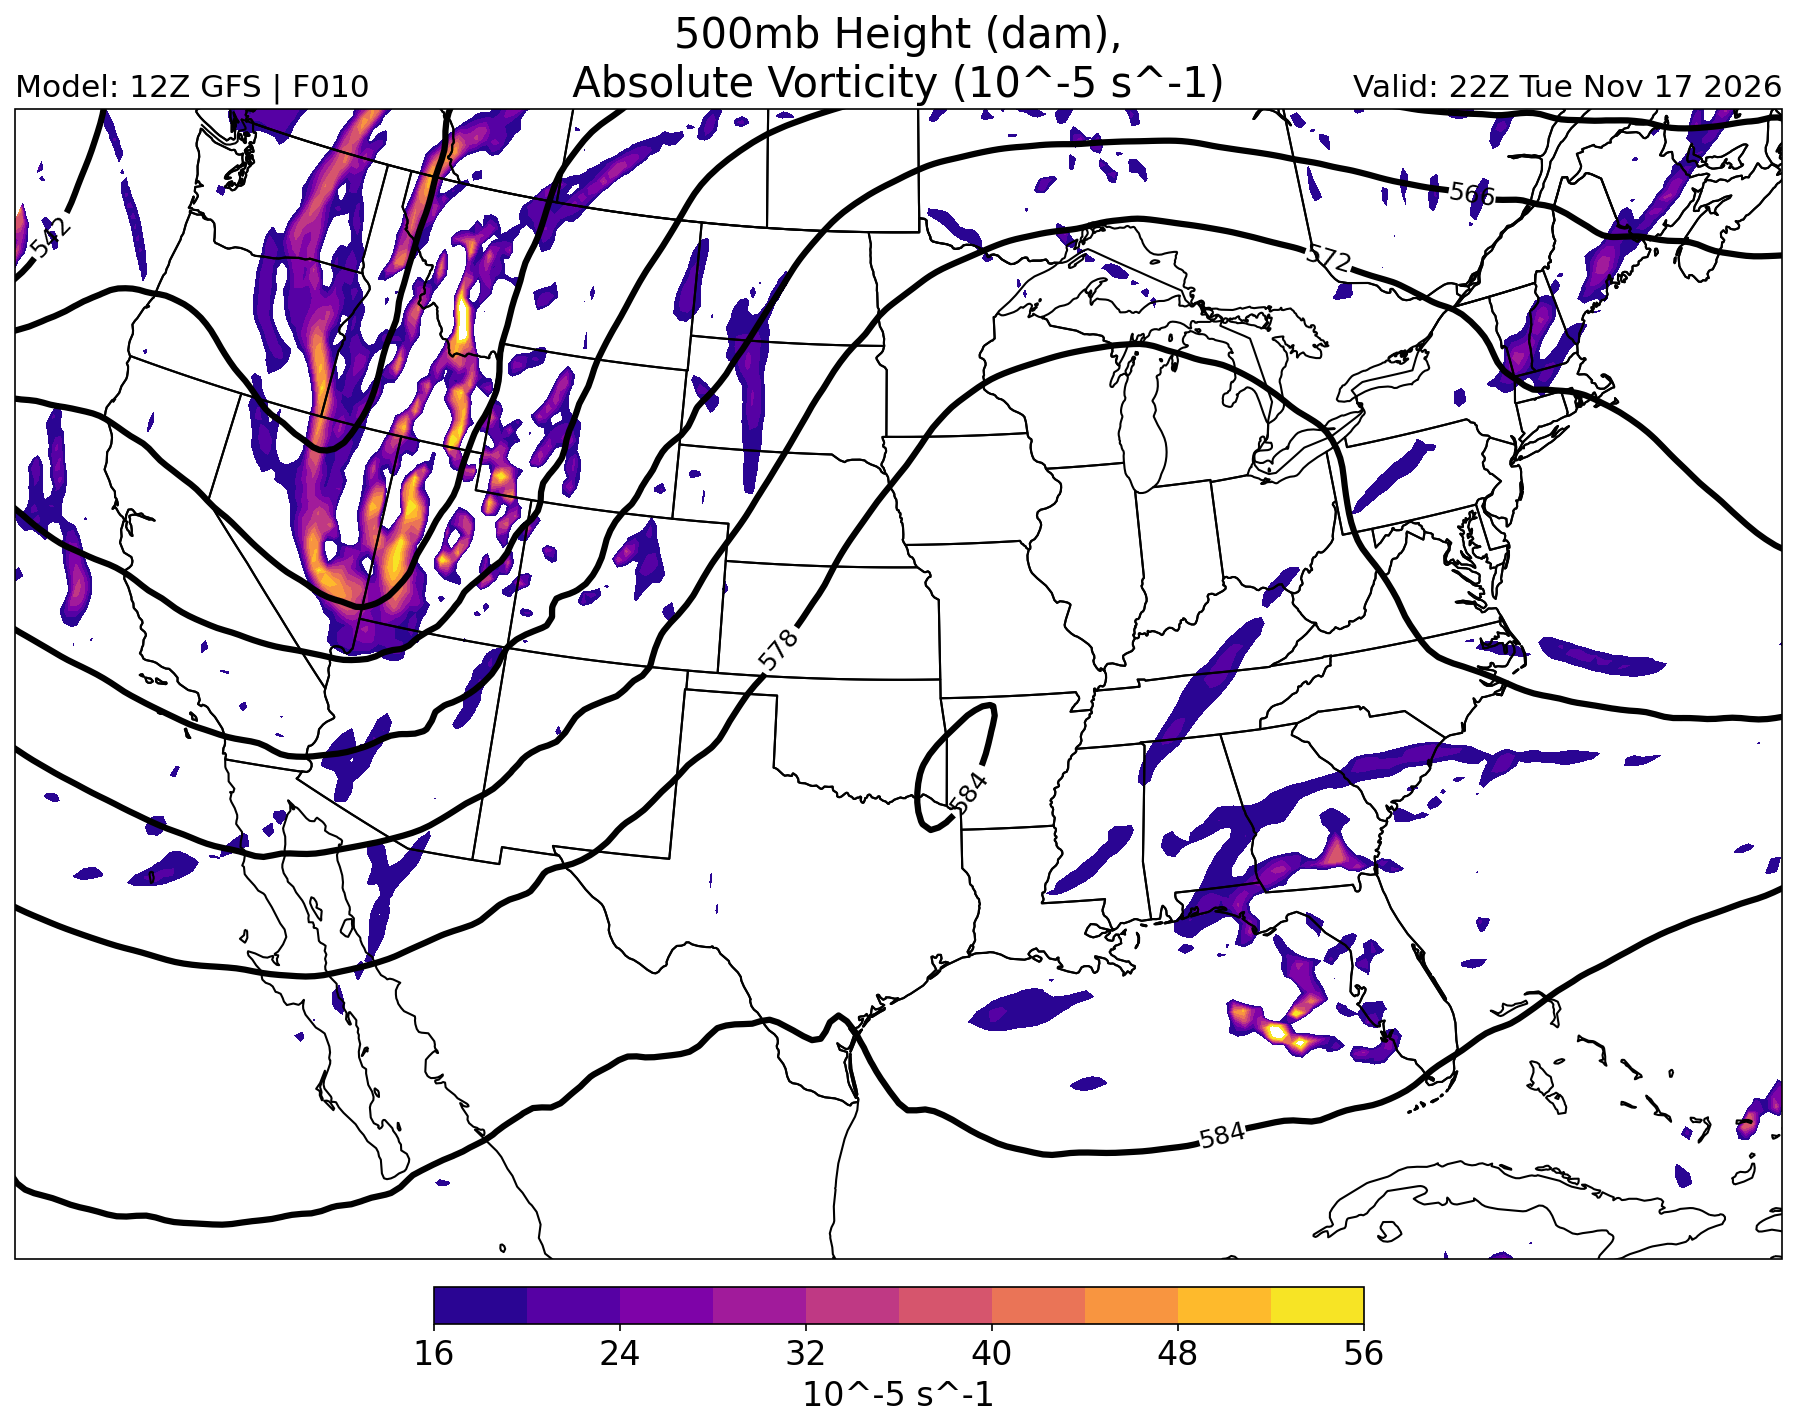 500mb Height (dam),
Absolute Vorticity (10^-5 s^-1)
Model: 12Z GFS | F010
Valid: 22Z Tue Nov 17 2026
542
566
572
578
584
584
16 24 32 40 48 56
10^-5 s^-1